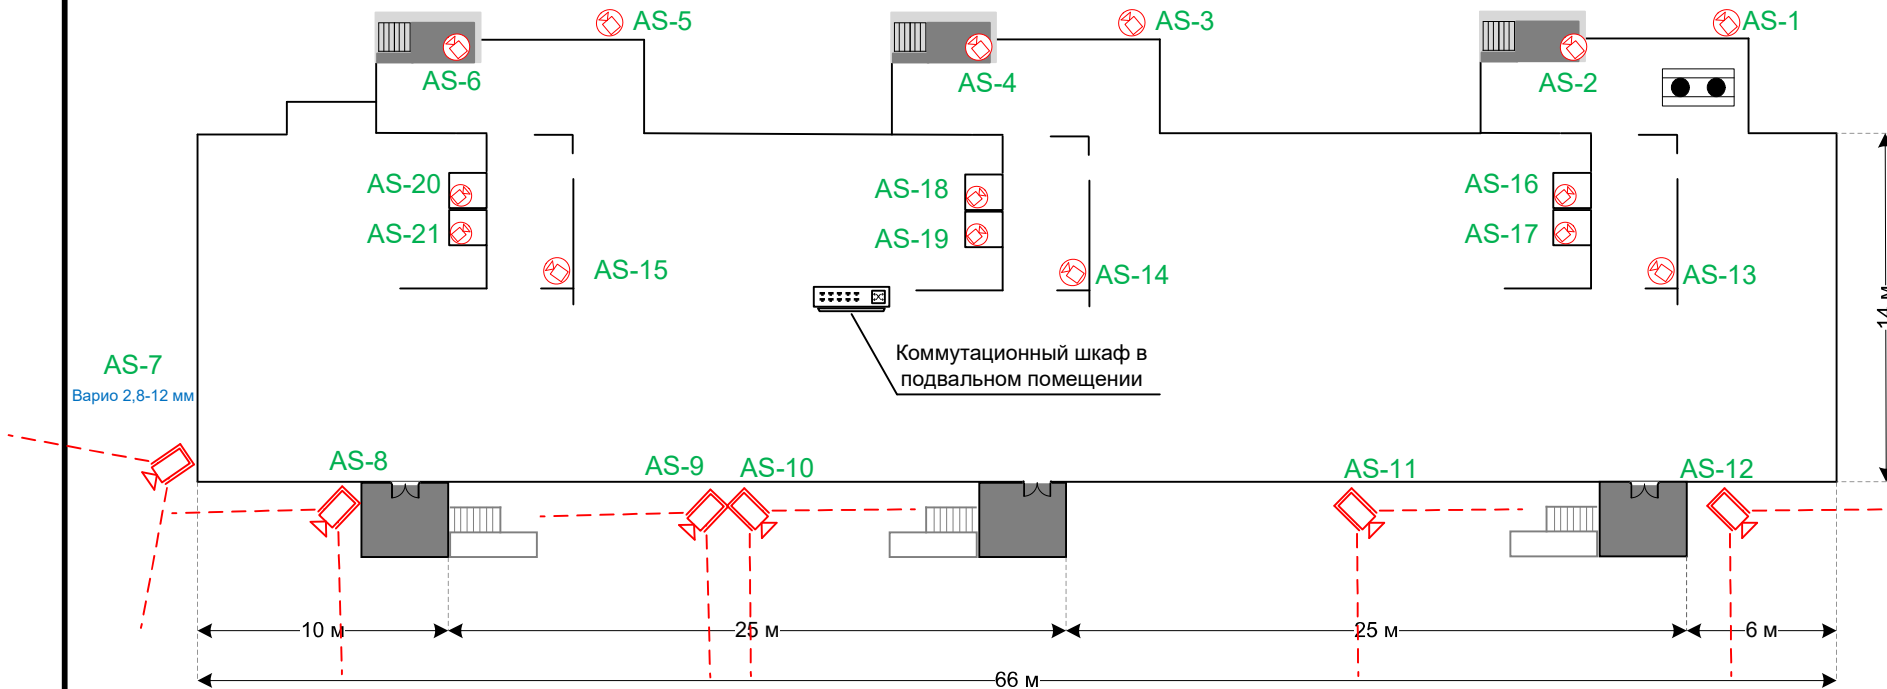 AS-5
AS-3
AS-1
AS-6
AS-4
AS-2
AS-20
AS-18
AS-16
AS-21
AS-19
AS-17
AS-15
AS-14
AS-13
14 м
Коммутационный шкаф в
подвальном помещении
AS-7
Варио 2,8-12 мм
AS-8
AS-9
AS-10
AS-11
AS-12
10 м
25 м
25 м
6 м
66 м